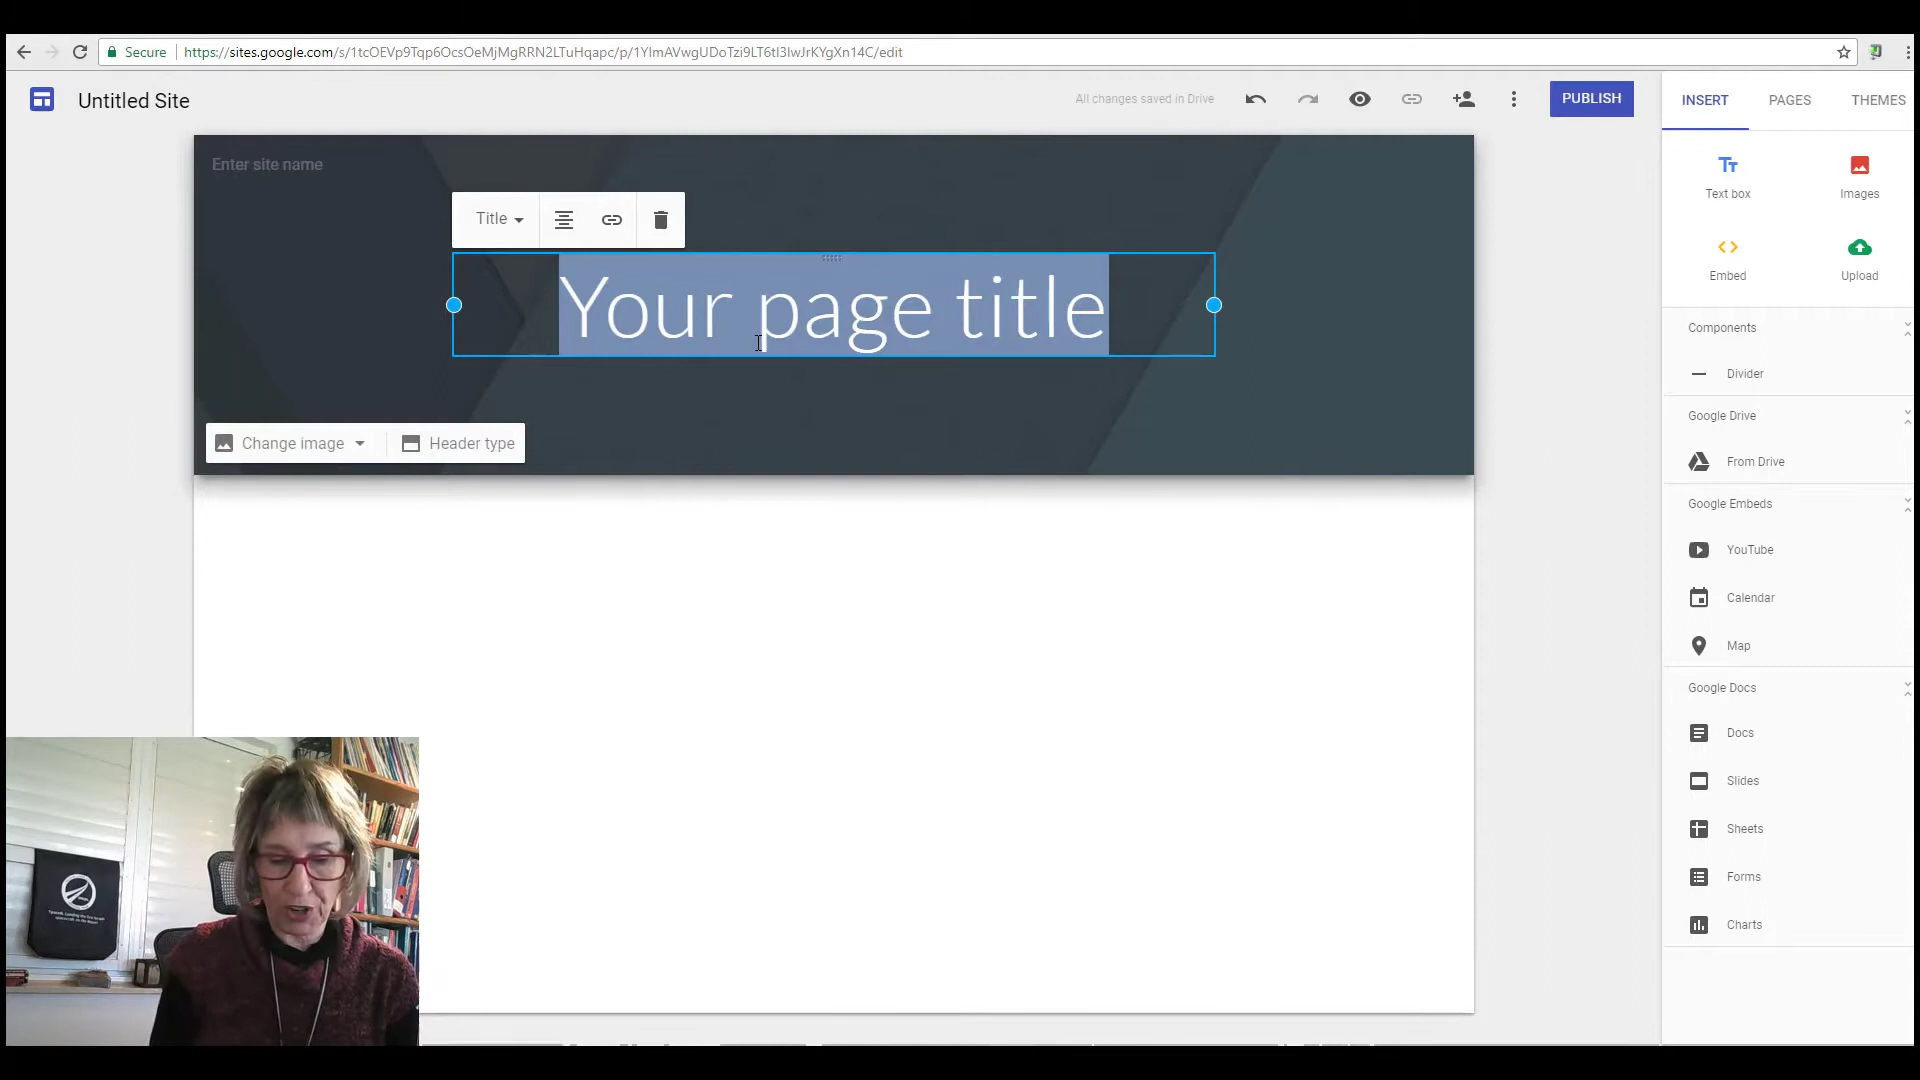 Secure
https://sites.google.com/s/1tcOEVp9Tqp6OcsOeMjMgRRN2LTuHqapc/p/1YImAVwgUDoTzi9LT6tI3IwJrKYgXn14C/edit
Untitled Site
All changes saved in Drive
PUBLISH
INSERT
PAGES
THEMES
Enter site name
Title
Your page title
Change image
Header type
Text box
Images
Embed
Upload
Components
Divider
Google Drive
From Drive
Google Embeds
YouTube
Calendar
Map
Google Docs
Docs
Slides
Sheets
Forms
Charts